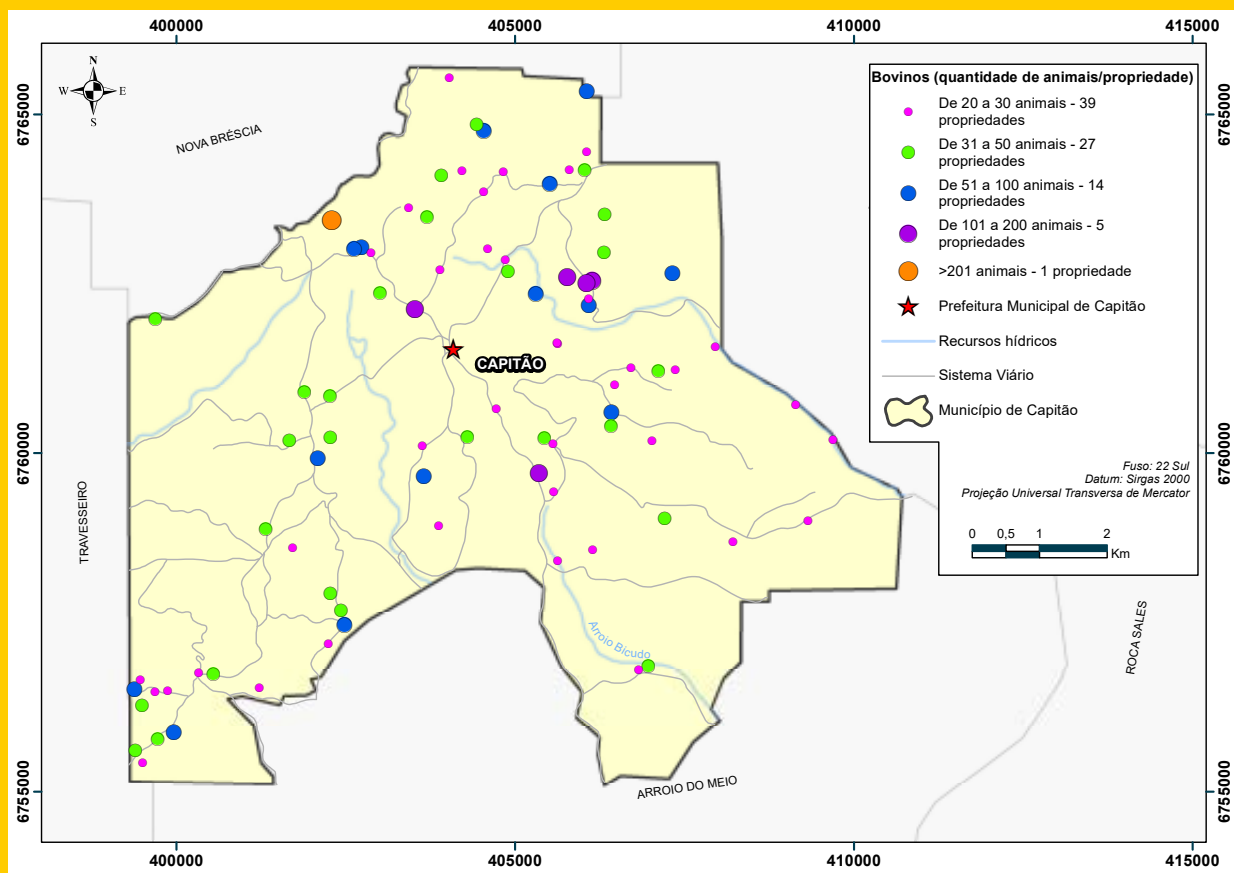 400000
405000
410000
415000
N
W
E
S
6765000
6765000
NOVA BRÉSCIA
Bovinos (quantidade de animais/propriedade)
De 20 a 30 animais - 39
propriedades
De 31 a 50 animais - 27
propriedades
De 51 a 100 animais - 14
propriedades
De 101 a 200 animais - 5
propriedades
>201 animais - 1 propriedade
Prefeitura Municipal de Capitão
Recursos hídricos
Sistema Viário
Município de Capitão
CAPITÃO
6760000
6760000
Fuso: 22 Sul
Datum: Sirgas 2000
Projeção Universal Transversa de Mercator
0 0,5 1 2
Km
TRAVESSEIRO
Arroio Bicudo
ROCA SALES
6755000
6755000
ARROIO DO MEIO
400000
405000
410000
415000